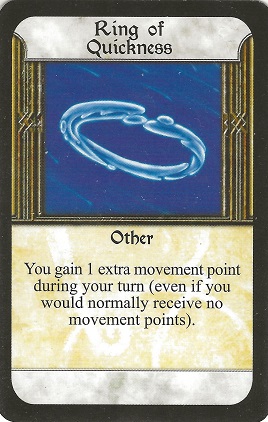 Ring of
Quickness
Other
You gain 1 extra movement point
during your turn (even if you
would normally receive no
movement points).